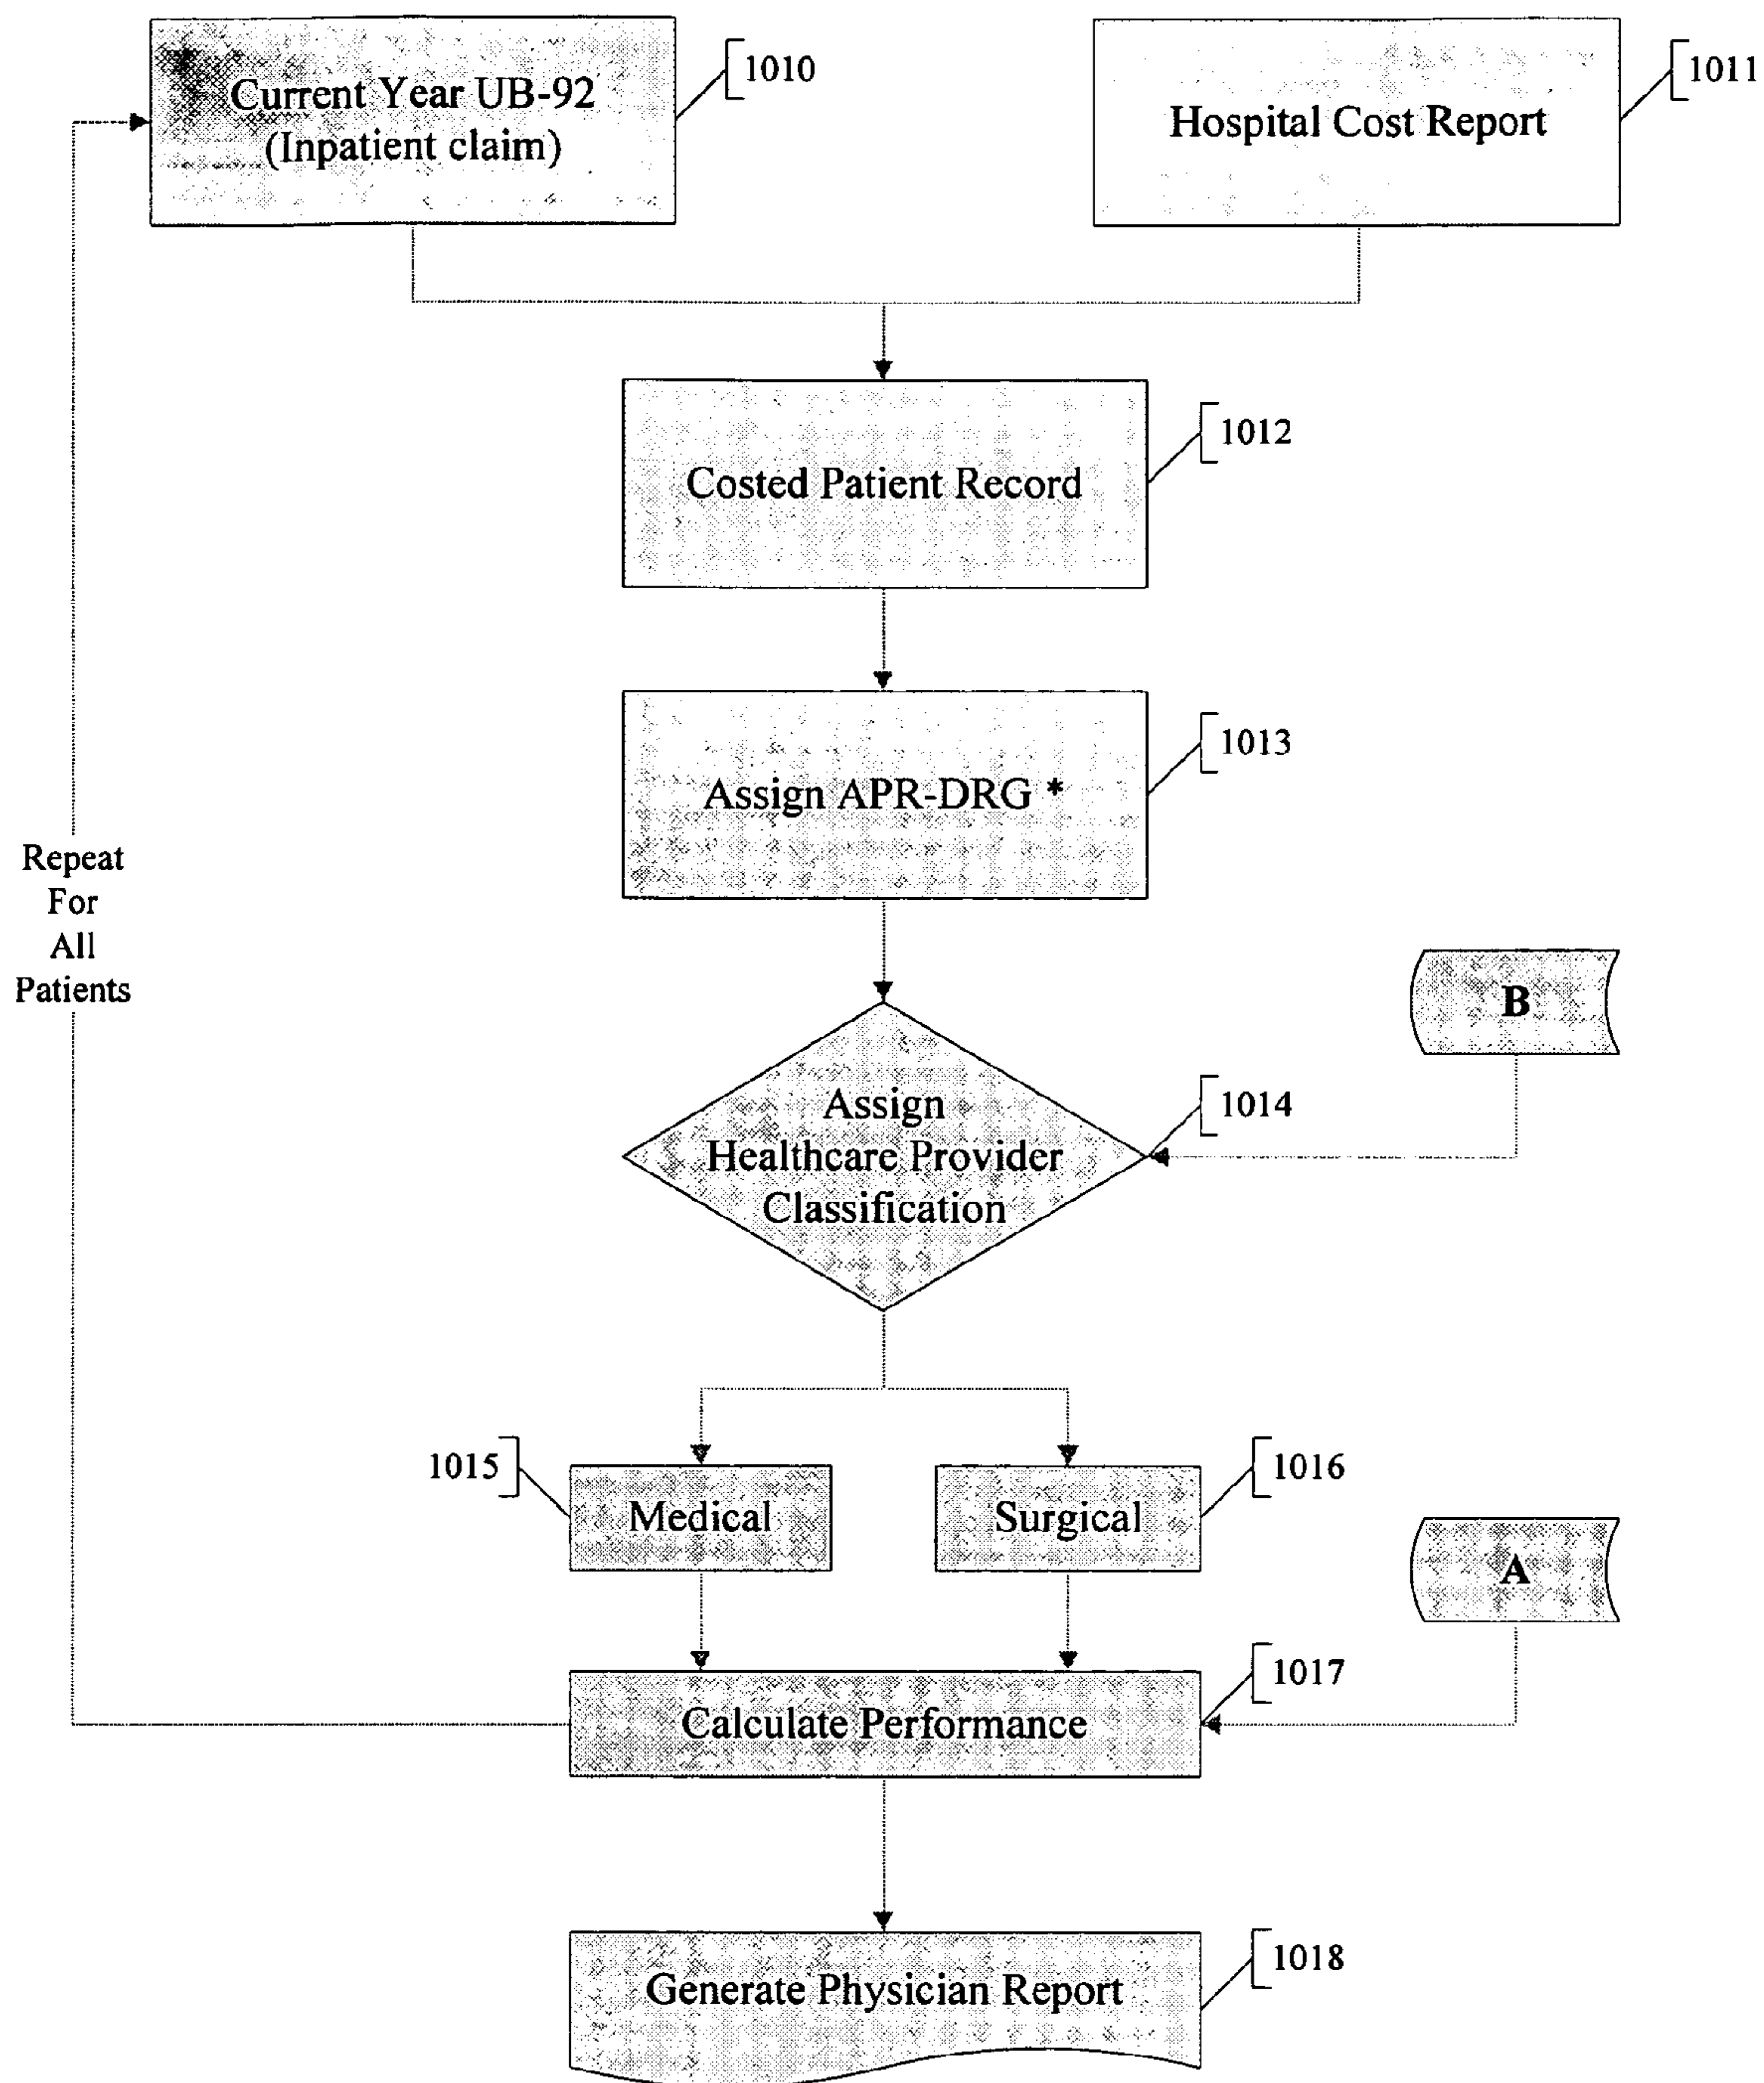 Current Year UB-92
(Inpatient claim)
1010
Hospital Cost Report
1011
Costed Patient Record
1012
Assign APR-DRG *
1013
Repeat
For
All
Patients
B
Assign
Healthcare Provider
Classification
1014
1015
Medical
Surgical
1016
A
Calculate Performance
1017
Generate Physician Report
1018